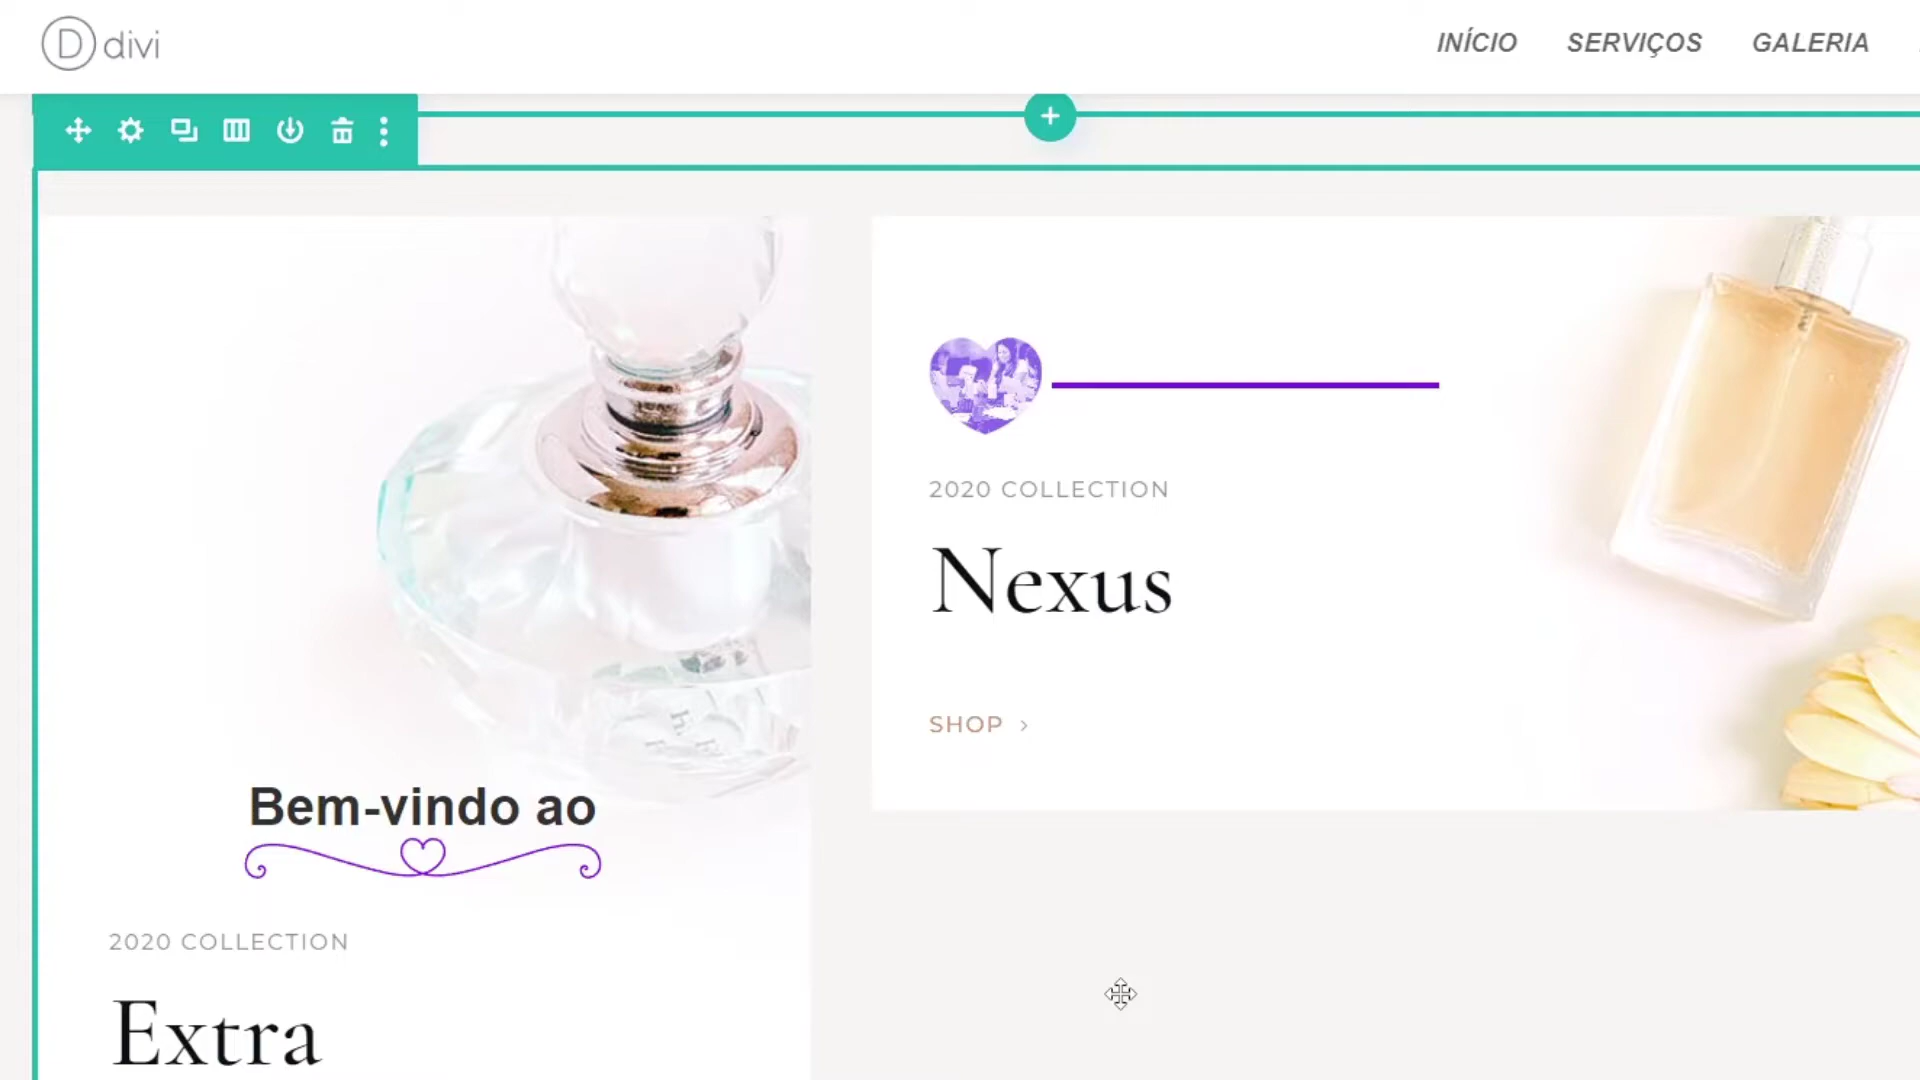 divi
INÍCIO SERVIÇOS GALERIA
2020 COLLECTION
Nexus
SHOP
Bem-vindo ao
2020 COLLECTION
Extra